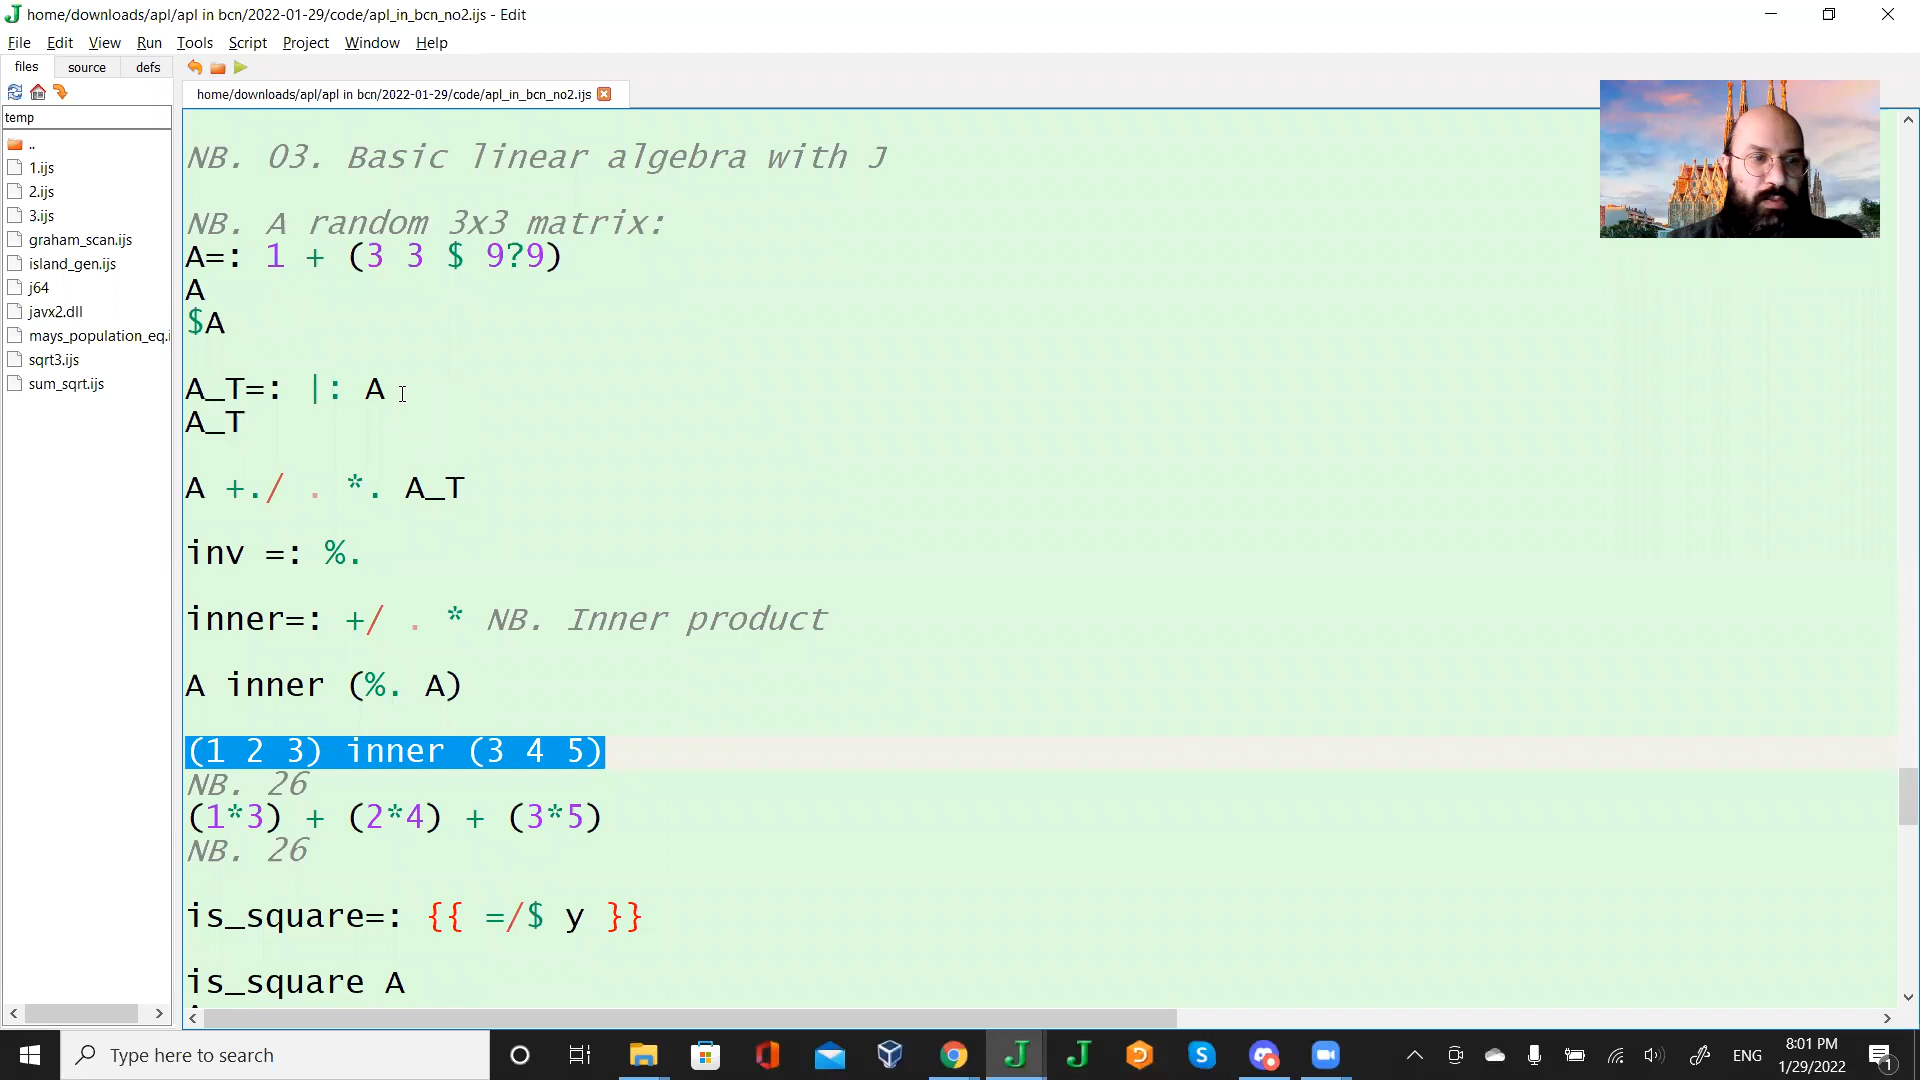 home/downloads/apl/apl in bcn/2022-01-29/code/apl_in_bcn_no2.ijs - Edit
File Edit View Run Tools Script Project Window Help
files source defs
home/downloads/apl/apl in bcn/2022-01-29/code/apl_in_bcn_no2.ijs
temp
..
1.ijs
2.ijs
3.ijs
graham_scan.ijs
island_gen.ijs
j64
javx2.dll
mays_population_eq.i
sqrt3.ijs
sum_sqrt.ijs
NB. 03. Basic linear algebra with J
NB. A random 3x3 matrix:
A=: 1 + (3 3 $ 9?9)
A
$A
A_T=: |: A
A_T
A +./ . *. A_T
inv =: %.
inner=: +/ . * NB. Inner product
A inner (%. A)
(1 2 3) inner (3 4 5)
NB. 26
(1*3) + (2*4) + (3*5)
NB. 26
is_square=: {{ =/$ y }}
is_square A
Type here to search
ENG
8:01 PM
1/29/2022
1